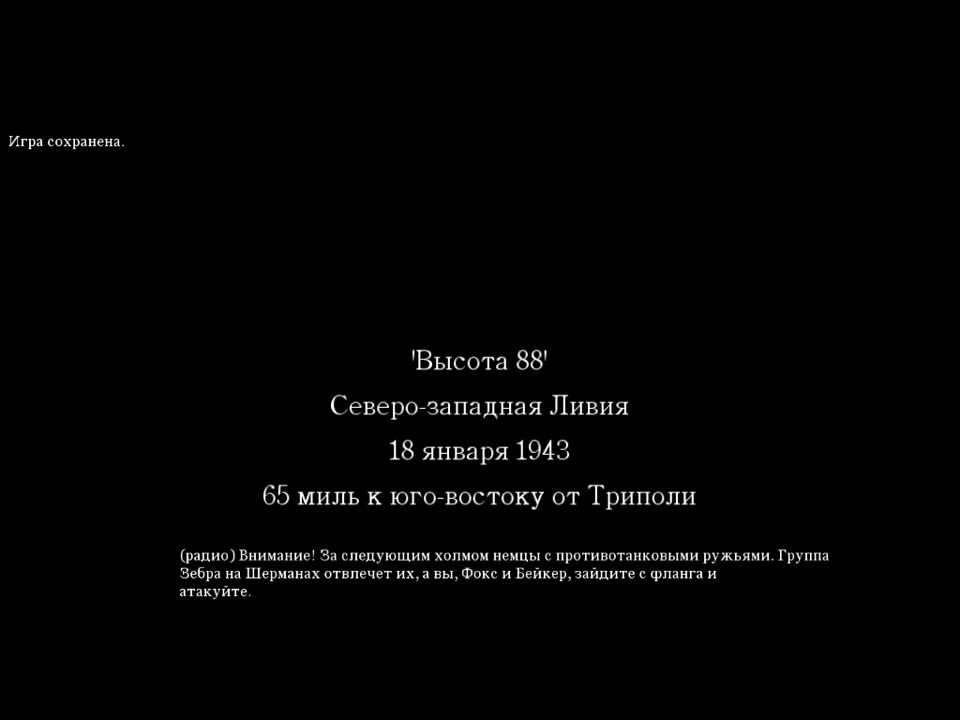 Игра сохранена.
'Высота 88'
Северо-западная Ливия
18 января 1943
65 миль к юго-востоку от Триполи
(радио) Внимание! За следующим холмом немцы с противотанковыми ружьями. Группа
Зебра на Шерманах отвлечет их, а вы, Фокс и Бейкер, зайдите с фланга и
атакуйте.